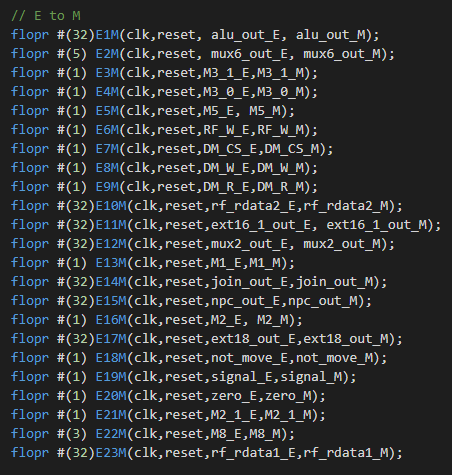 // E to M
flopr #(32)E1M(clk,reset, alu_out_E, alu_out_M);
flopr #(5) E2M(clk,reset, mux6_out_E, mux6_out_M);
flopr #(1) E3M(clk,reset,M3_1_E,M3_1_M);
flopr #(1) E4M(clk,reset,M3_0_E,M3_0_M);
flopr #(1) E5M(clk,reset,M5_E, M5_M);
flopr #(1) E6M(clk,reset,RF_W_E,RF_W_M);
flopr #(1) E7M(clk,reset,DM_CS_E,DM_CS_M);
flopr #(1) E8M(clk,reset,DM_W_E,DM_W_M);
flopr #(1) E9M(clk,reset,DM_R_E,DM_R_M);
flopr #(32)E10M(clk,reset,rf_rdata2_E,rf_rdata2_M);
flopr #(32)E11M(clk,reset,ext16_1_out_E, ext16_1_out_M);
flopr #(32)E12M(clk,reset,mux2_out_E, mux2_out_M);
flopr #(1) E13M(clk,reset,M1_E,M1_M);
flopr #(32)E14M(clk,reset,join_out_E,join_out_M);
flopr #(32)E15M(clk,reset,npc_out_E,npc_out_M);
flopr #(1) E16M(clk,reset,M2_E, M2_M);
flopr #(32)E17M(clk,reset,ext18_out_E,ext18_out_M);
flopr #(1) E18M(clk,reset,not_move_E,not_move_M);
flopr #(1) E19M(clk,reset,signal_E,signal_M);
flopr #(1) E20M(clk,reset,zero_E,zero_M);
flopr #(1) E21M(clk,reset,M2_1_E,M2_1_M);
flopr #(3) E22M(clk,reset,M8_E,M8_M);
flopr #(32)E23M(clk,reset,rf_rdata1_E,rf_rdata1_M);